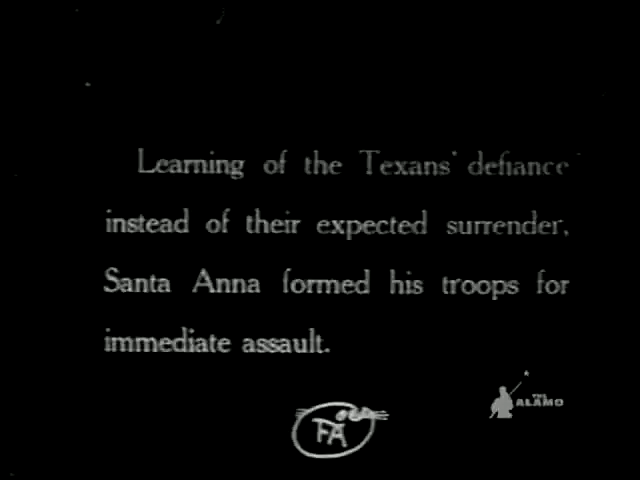 Learning of the Texans' defiance
instead of their expected surrender,
Santa Anna formed his troops for
immediate assault.
THE
ALAMO
FA